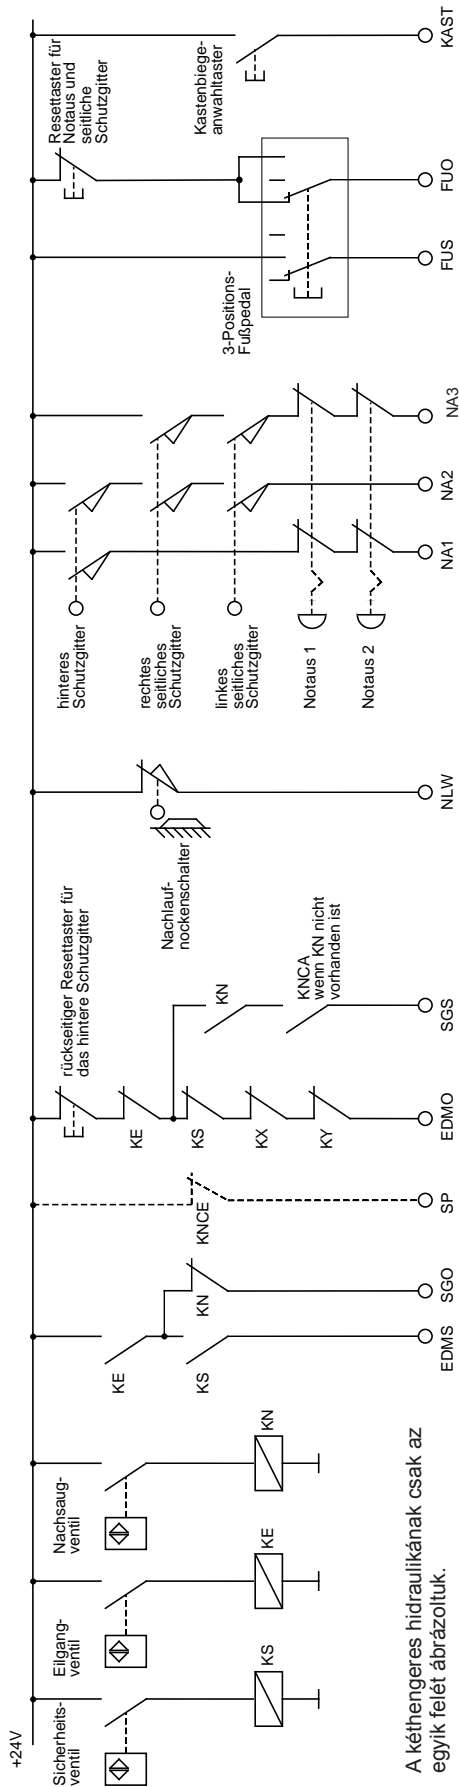 +24V
Sicherheits-
ventil
KS
Eilgang-
ventil
KE
Nachsaug-
ventil
KN
KE
KS
EDMS
KN
SGO
KNCE
SP
rückseitiger Resettaster für
das hintere Schutzgitter
KE
KS
KX
KY
EDMO
KN
KNCA
wenn KN nicht
vorhanden ist
SGS
Nachlauf-
nockenschalter
NLW
hinteres
Schutzgitter
rechtes
seitliches
Schutzgitter
linkes
seitliches
Schutzgitter
Notaus 1
Notaus 2
NA1
NA2
NA3
3-Positions-
Fußpedal
FUS
Resettaster für
Notaus und
seitliche
Schutzgitter
FUO
Kastenbiege-
anwahltaster
KAST
A kéthengeres hidraulikának csak az
egyik felét ábrázoltuk.